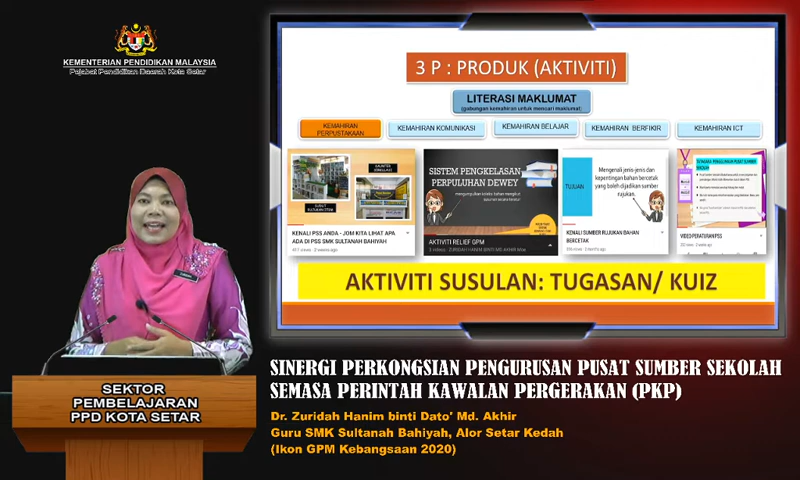 KEMENTERIAN PENDIDIKAN MALAYSIA
Pejabat Pendidikan Daerah Kota Setar
3 P : PRODUK (AKTIVITI)
LITERASI MAKLUMAT
(gabungan kemahiran untuk mencari maklumat)
KEMAHIRAN
PERPUSTAKAAN
KEMAHIRAN KOMUNIKASI
KEMAHIRAN BELAJAR
KEMAHIRAN BERFIKIR
KEMAHIRAN ICT
KENALI PSS ANDA - JOM KITA LIHAT APA
ADA DI PSS SMK SULTANAH BAHIYAH
SISTEM PENGKELASAN
PERPULUHAN DEWEY
AKTIVITI RELIEF GPM
TUJUAN
Mengenali jenis-jenis dan
kepentingan bahan bercetak
yang boleh dijadikan sumber
rujukan.
KENALI SUMBER RUJUKAN BAHAN
BERCETAK
VIDEO PERATURAN PSS
AKTIVITI SUSULAN: TUGASAN/ KUIZ
SINERGI PERKONGSIAN PENGURUSAN PUSAT SUMBER SEKOLAH
SEMASA PERINTAH KAWALAN PERGERAKAN (PKP)
Dr. Zuridah Hanim binti Dato' Md. Akhir
Guru SMK Sultanah Bahiyah, Alor Setar Kedah
(Ikon GPM Kebangsaan 2020)
SEKTOR
PEMBELAJARAN
PPD KOTA SETAR